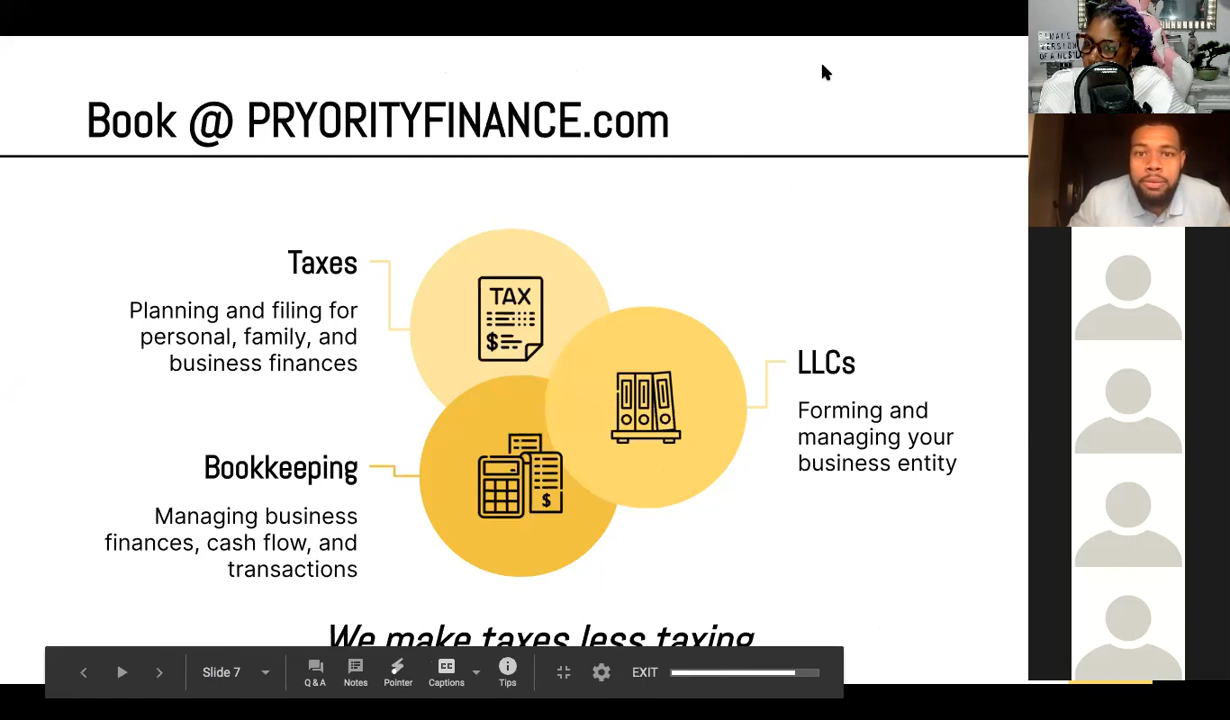 Book @ PRYORITYFINANCE.com
Taxes
Planning and filing for
personal, family, and
business finances
TAX
$
LLCs
Forming and
managing your
business entity
Bookkeeping
Managing business
finances, cash flow, and
transactions
$
We make taxes less taxing
Slide 7
Q & A
Notes
Pointer
CC
Captions
Tips
EXIT
VERSION